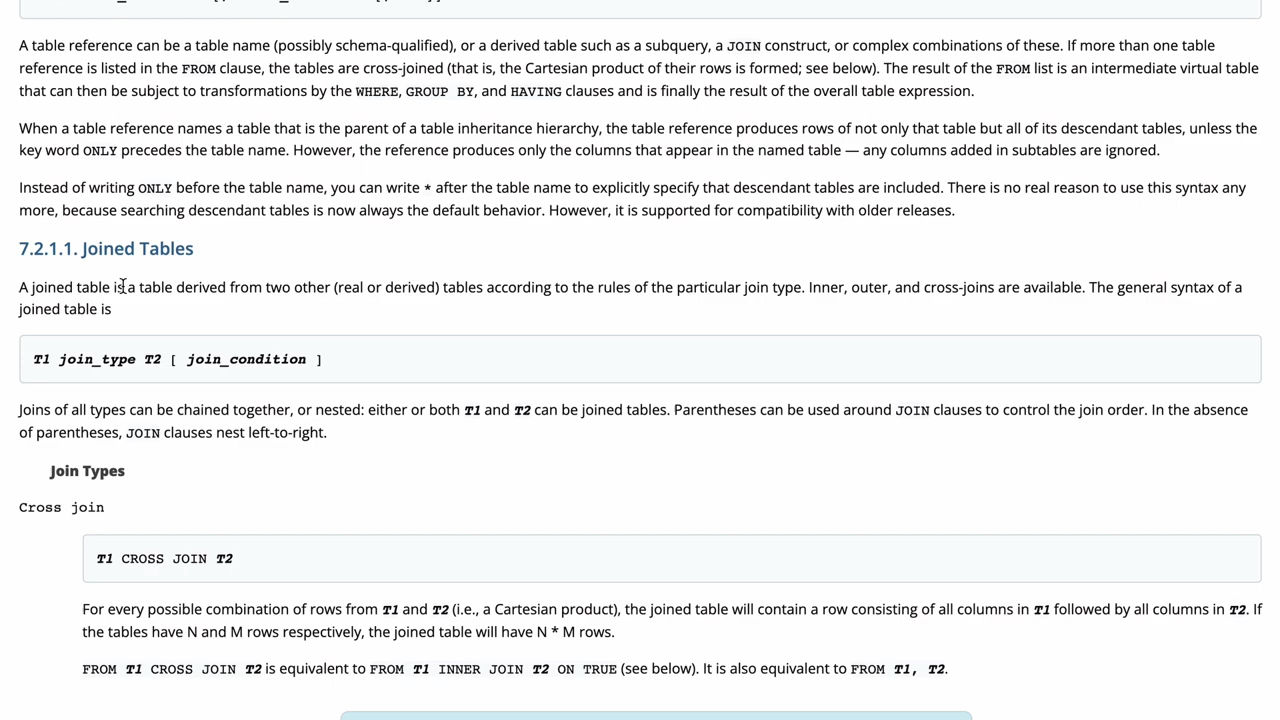 A table reference can be a table name (possibly schema-qualified), or a derived table such as a subquery, a JOIN construct, or complex combinations of these. If more than one table
reference is listed in the FROM clause, the tables are cross-joined (that is, the Cartesian product of their rows is formed; see below). The result of the FROM list is an intermediate virtual table
that can then be subject to transformations by the WHERE, GROUP BY, and HAVING clauses and is finally the result of the overall table expression.
When a table reference names a table that is the parent of a table inheritance hierarchy, the table reference produces rows of not only that table but all of its descendant tables, unless the
key word ONLY precedes the table name. However, the reference produces only the columns that appear in the named table — any columns added in subtables are ignored.
Instead of writing ONLY before the table name, you can write * after the table name to explicitly specify that descendant tables are included. There is no real reason to use this syntax any
more, because searching descendant tables is now always the default behavior. However, it is supported for compatibility with older releases.
7.2.1.1. Joined Tables
A joined table is a table derived from two other (real or derived) tables according to the rules of the particular join type. Inner, outer, and cross-joins are available. The general syntax of a
joined table is
T1 join_type T2 [ join_condition ]
Joins of all types can be chained together, or nested: either or both T1 and T2 can be joined tables. Parentheses can be used around JOIN clauses to control the join order. In the absence
of parentheses, JOIN clauses nest left-to-right.
Join Types
Cross join
T1 CROSS JOIN T2
For every possible combination of rows from T1 and T2 (i.e., a Cartesian product), the joined table will contain a row consisting of all columns in T1 followed by all columns in T2. If
the tables have N and M rows respectively, the joined table will have N * M rows.
FROM T1 CROSS JOIN T2 is equivalent to FROM T1 INNER JOIN T2 ON TRUE (see below). It is also equivalent to FROM T1, T2.